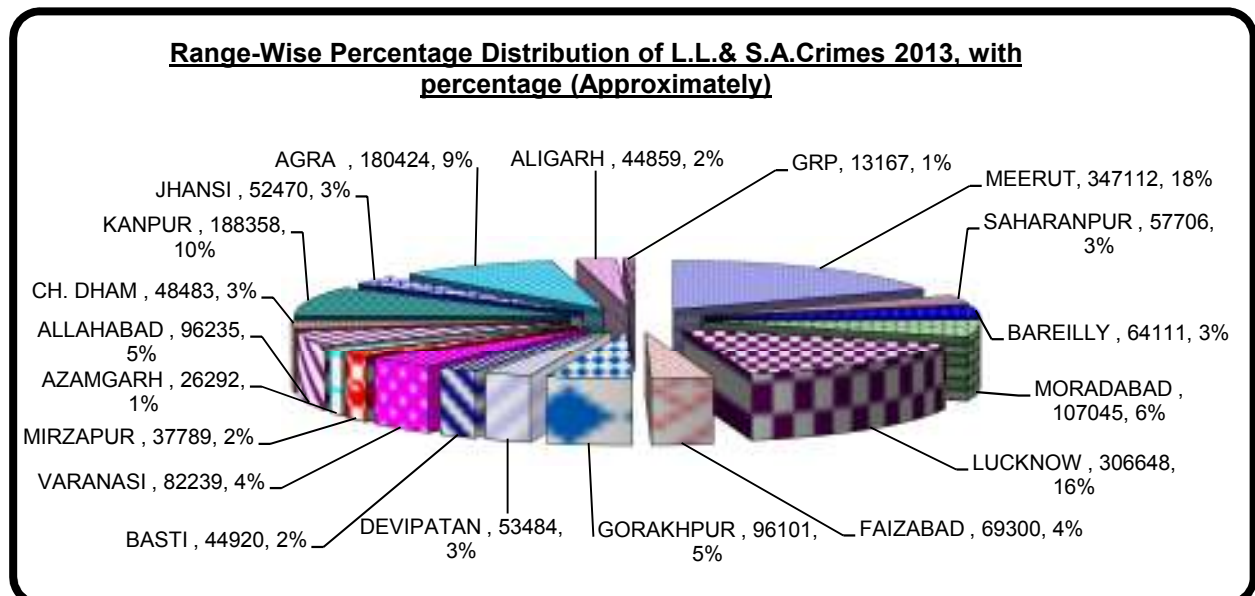 Range-Wise Percentage Distribution of L.L.& S.A.Crimes 2013, with
percentage (Approximately)
AGRA , 180424, 9%
ALIGARH , 44859, 2%
GRP, 13167, 1%
MEERUT, 347112, 18%
JHANSI , 52470, 3%
SAHARANPUR , 57706,
3%
KANPUR , 188358,
10%
CH. DHAM , 48483, 3%
BAREILLY , 64111, 3%
ALLAHABAD , 96235,
5%
AZAMGARH , 26292,
1%
MORADABAD ,
107045, 6%
MIRZAPUR , 37789, 2%
LUCKNOW , 306648,
16%
VARANASI , 82239, 4%
BASTI , 44920, 2%
DEVIPATAN , 53484,
3%
GORAKHPUR , 96101,
5%
FAIZABAD , 69300, 4%